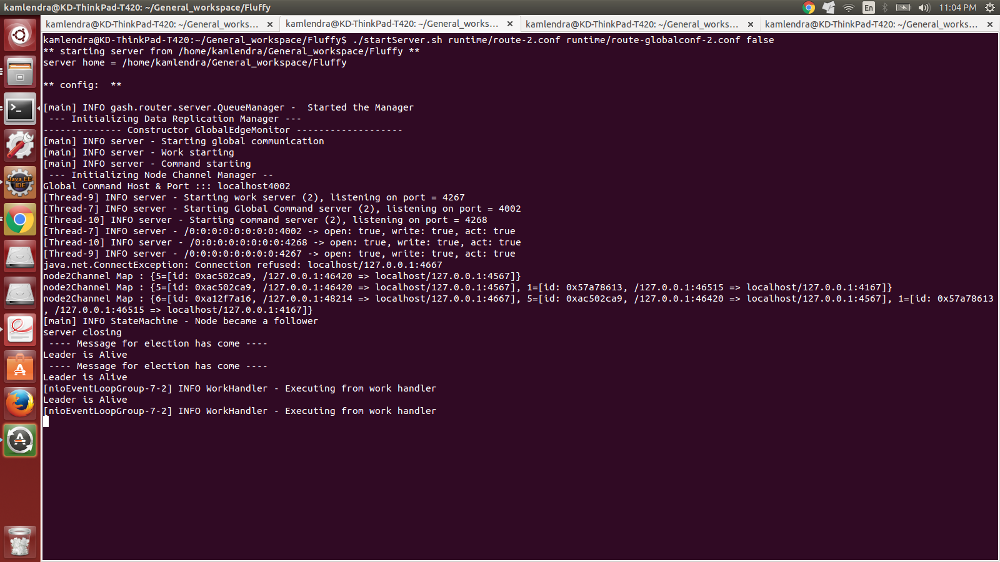 kamlendra@KD-ThinkPad-T420: ~/General_workspace/Fluffy
En
11:04 PM
kamlendra@KD-ThinkPad-T420: ~/General_works... × kamlendra@KD-ThinkPad-T420: ~/General_works... × kamlendra@KD-ThinkPad-T420: ~/General_works... × kamlendra@KD-ThinkPad-T420: ~/General_works... ×
kamlendra@KD-ThinkPad-T420:~/General_workspace/Fluffy$ ./startServer.sh runtime/route-2.conf runtime/route-globalconf-2.conf false
** starting server from /home/kamlendra/General_workspace/Fluffy **
server home = /home/kamlendra/General_workspace/Fluffy
** config:  **
[main] INFO gash.router.server.QueueManager -  Started the Manager
 --- Initializing Data Replication Manager ---
-------------- Constructor GlobalEdgeMonitor -------------------
[main] INFO server - Starting global communication
[main] INFO server - Work starting
[main] INFO server - Command starting
 --- Initializing Node Channel Manager --
Global Command Host & Port ::: localhost4002
[Thread-9] INFO server - Starting work server (2), listening on port = 4267
[Thread-7] INFO server - Starting Global Command server (2), listening on port = 4002
[Thread-10] INFO server - Starting command server (2), listening on port = 4268
[Thread-7] INFO server - /0:0:0:0:0:0:0:0:4002 -> open: true, write: true, act: true
[Thread-10] INFO server - /0:0:0:0:0:0:0:0:4268 -> open: true, write: true, act: true
[Thread-9] INFO server - /0:0:0:0:0:0:0:0:4267 -> open: true, write: true, act: true
java.net.ConnectException: Connection refused: localhost/127.0.0.1:4667
node2Channel Map : {5=[id: 0xac502ca9, /127.0.0.1:46420 => localhost/127.0.0.1:4567]}
node2Channel Map : {5=[id: 0xac502ca9, /127.0.0.1:46420 => localhost/127.0.0.1:4567], 1=[id: 0x57a78613, /127.0.0.1:46515 => localhost/127.0.0.1:4167]}
node2Channel Map : {6=[id: 0xa12f7a16, /127.0.0.1:48214 => localhost/127.0.0.1:4667], 5=[id: 0xac502ca9, /127.0.0.1:46420 => localhost/127.0.0.1:4567], 1=[id: 0x57a78613
, /127.0.0.1:46515 => localhost/127.0.0.1:4167]}
[main] INFO StateMachine - Node became a follower
server closing
 ---- Message for election has come ----
Leader is Alive
 ---- Message for election has come ----
Leader is Alive
[nioEventLoopGroup-7-2] INFO WorkHandler - Executing from work handler
Leader is Alive
[nioEventLoopGroup-7-2] INFO WorkHandler - Executing from work handler
Java EE
IDE